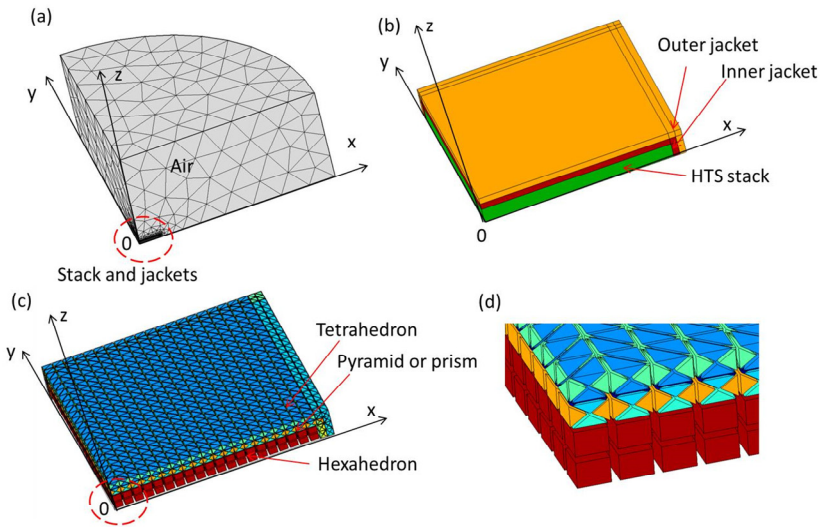 (a)
z
y
x
Air
0
Stack and jackets
(b)
z
y
Outer jacket
Inner jacket
x
HTS stack
0
(c)
z
y
Tetrahedron
Pyramid or prism
x
Hexahedron
0
(d)